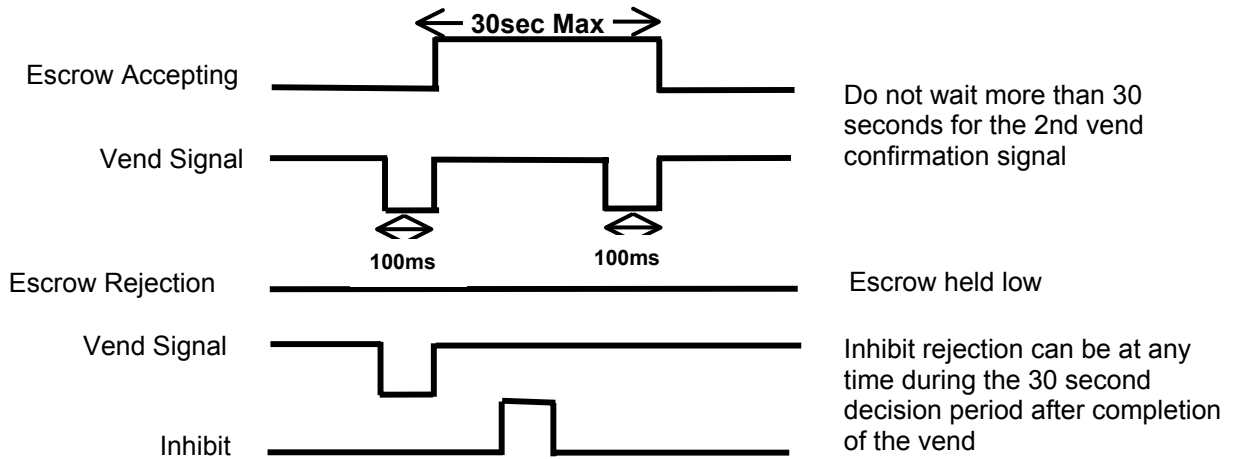 30sec Max
Escrow Accepting
Do not wait more than 30
seconds for the 2nd vend
confirmation signal
Vend Signal
100ms
100ms
Escrow Rejection
Escrow held low
Vend Signal
Inhibit rejection can be at any
time during the 30 second
decision period after completion
of the vend
Inhibit